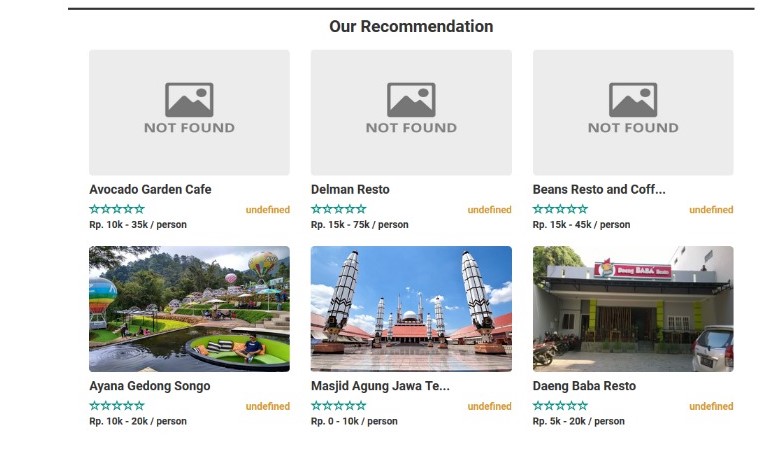 Our Recommendation
NOT FOUND
NOT FOUND
NOT FOUND
Avocado Garden Cafe
undefined
Rp. 10k - 35k / person
Delman Resto
undefined
Rp. 15k - 75k / person
Beans Resto and Coff...
undefined
Rp. 15k - 45k / person
Daeng BABA Resto
Ayana Gedong Songo
undefined
Rp. 10k - 20k / person
Masjid Agung Jawa Te...
undefined
Rp. 0 - 10k / person
Daeng Baba Resto
undefined
Rp. 5k - 20k / person